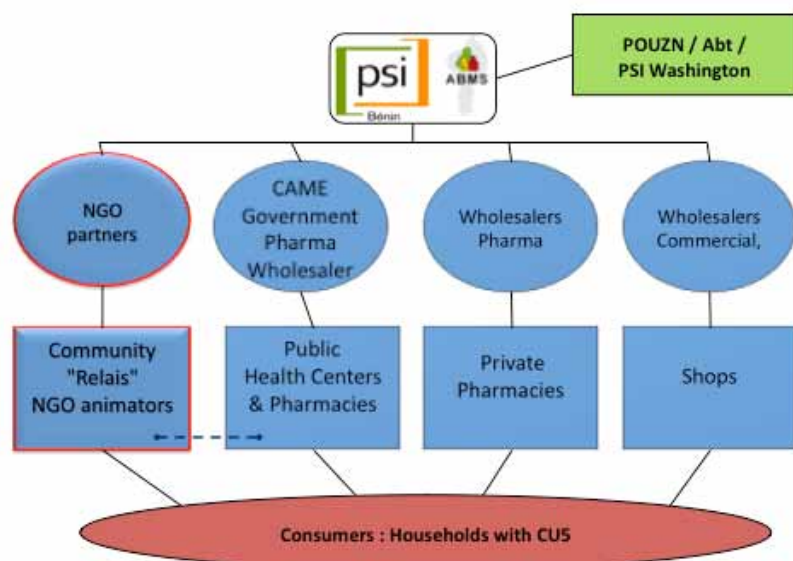 POUZN / Abt /
PSI Washington
psi
ABMS
Bénin
NGO
partners
CAME
Government
Pharma
Wholesaler
Wholesalers
Pharma
Wholesalers
Commercial,
Community
"Relais"
NGO animators
Public
Health Centers
& Pharmacies
Private
Pharmacies
Shops
Consumers : Households with CU5